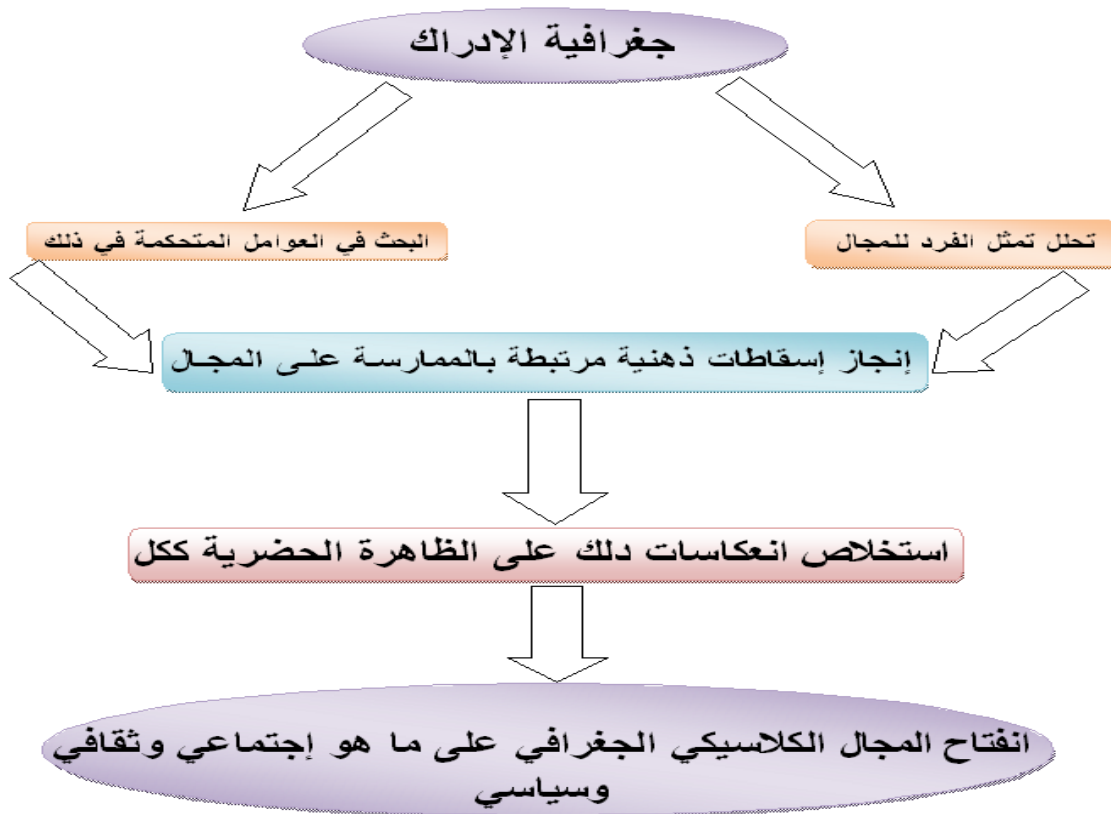 جغرافية الإدراك
تحلل تمثل الفرد للمجال
البحث في العوامل المتحكمة في ذلك
إنجاز إسقاطات ذهنية مرتبطة بالممارسة على المجال
استخلاص انعكاسات دلك على الظاهرة الحضرية ككل
انفتاح المجال الكلاسيكي الجغرافي على ما هو إجتماعي وثقافي
وسياسي